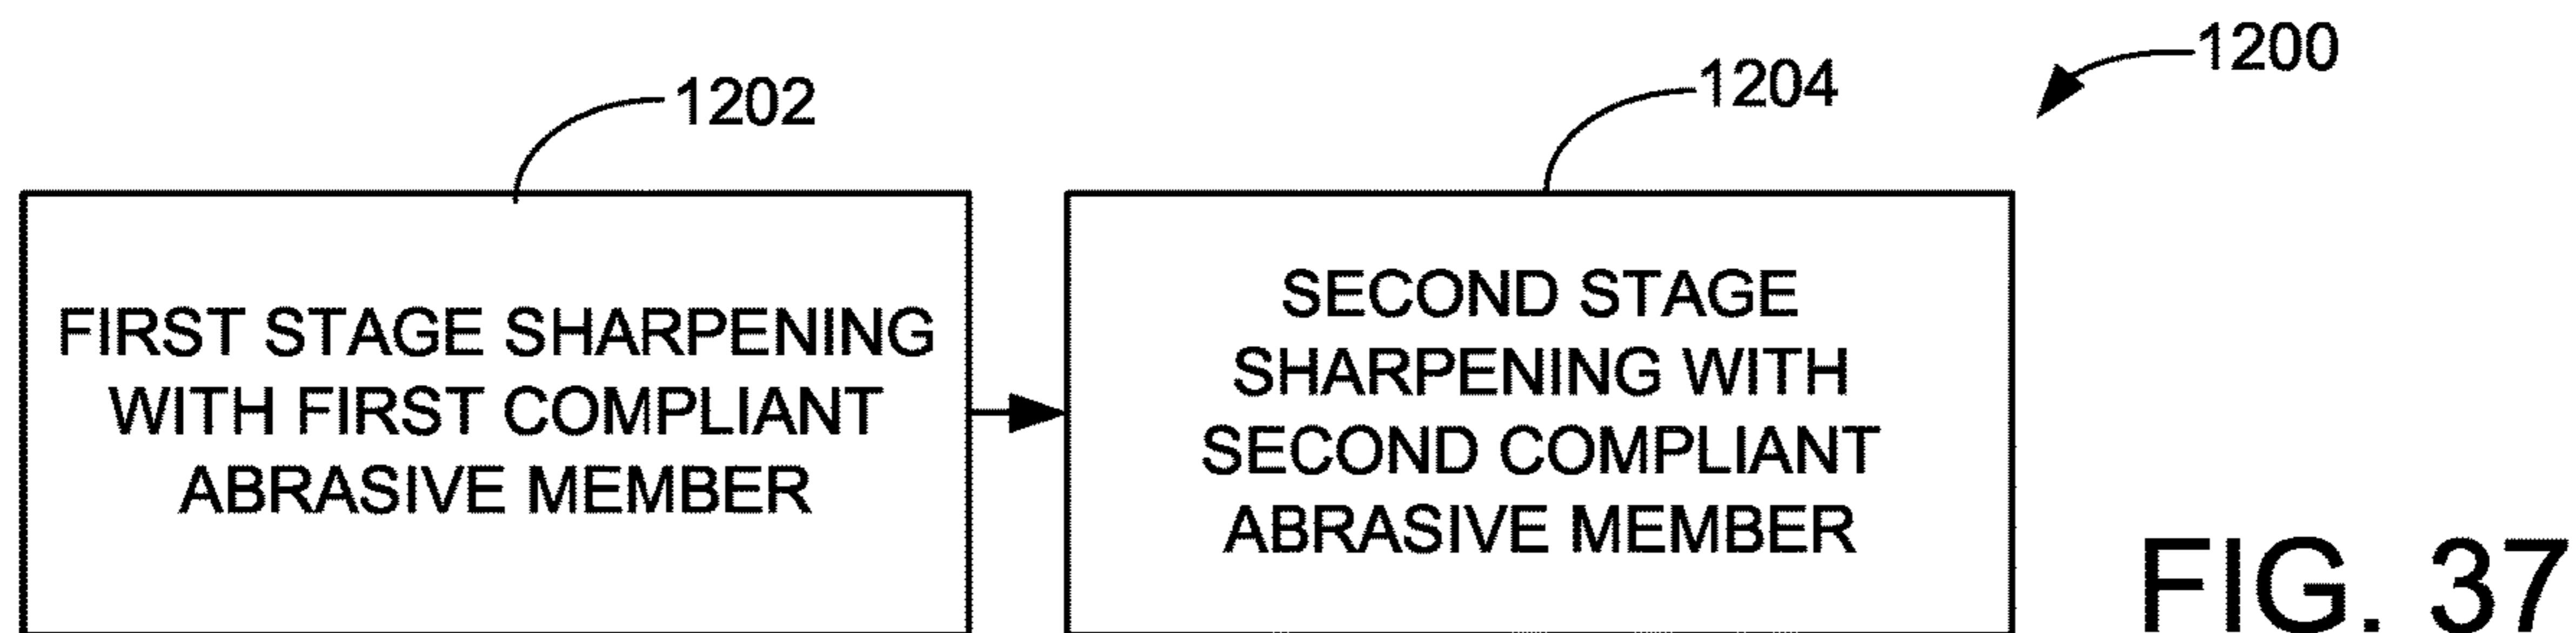 1200
1202
1204
FIRST STAGE SHARPENING
WITH FIRST COMPLIANT
ABRASIVE MEMBER
SECOND STAGE
SHARPENING WITH
SECOND COMPLIANT
ABRASIVE MEMBER
FIG. 37